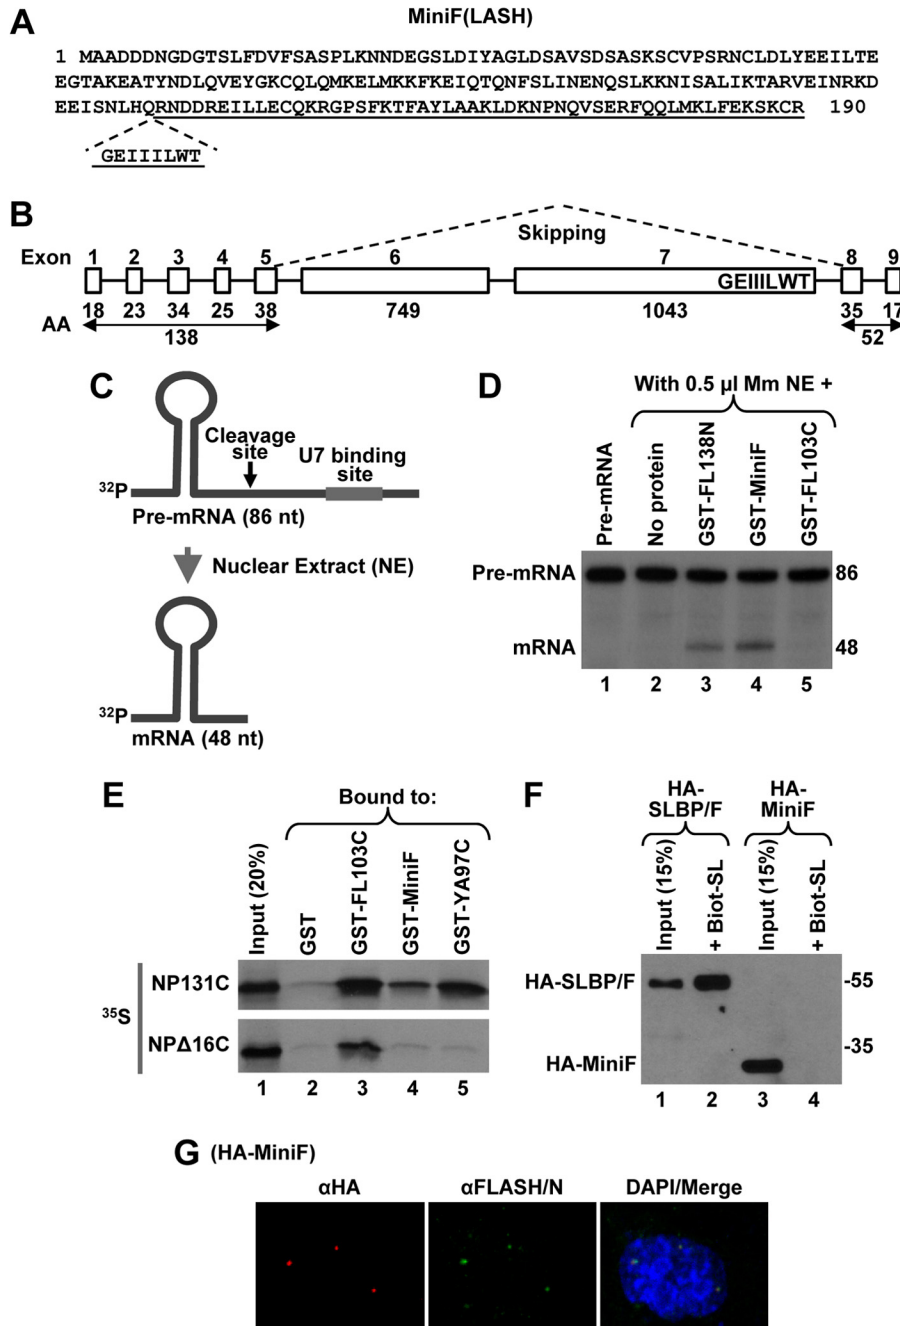 A
MiniF(LASH)
1 MAADDDNGDGTSLFDVFSASPLKNNDEGSLDIYAGLDSAVSDSASKSCVPSRNCLDLYEEILTE
EGTAKEATYNDLQVEYGKCQLQMKELMKKFKEIQTQNFSLINENQSLKKNISALIKTARVEINRKD
EEISNLHQRNDDREILLECQKRGPSFKTFAYLAAKLDKNPNQVSERFQQLMKLFEKSKCR 190
GEIIILWT
B
Skipping
Exon 1 2 3 4 5 6 7 8 9
GEIIILWT
18 23 34 25 38 749 1043 35 17
AA 138 52
C
Cleavage
site
U7 binding
site
32P
Pre-mRNA (86 nt)
Nuclear Extract (NE)
32P
mRNA (48 nt)
D
With 0.5 µl Mm NE +
Pre-mRNA
No protein
GST-FL138N
GST-MiniF
GST-FL103C
Pre-mRNA 86
mRNA 48
1 2 3 4 5
E
Bound to:
Input (20%)
GST
GST-FL103C
GST-MiniF
GST-YA97C
35S
NP131C
NPΔ16C
1 2 3 4 5
F
HA-
SLBP/F
HA-
MiniF
Input (15%)
+ Biot-SL
Input (15%)
+ Biot-SL
HA-SLBP/F -55
-35
HA-MiniF
1 2 3 4
G (HA-MiniF)
αHA αFLASH/N DAPI/Merge